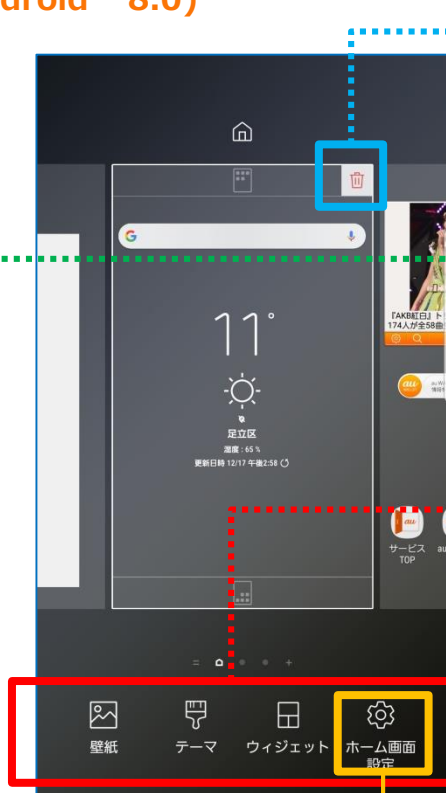 droid 8.0)
G
『AKB紅白』ト
174人が全58曲
11°
au
足立区
湿度 : 65 %
更新日時 12/17 午後2:58
au
サービス
TOP
au
壁紙
テーマ
ウィジェット
ホーム画面
設定